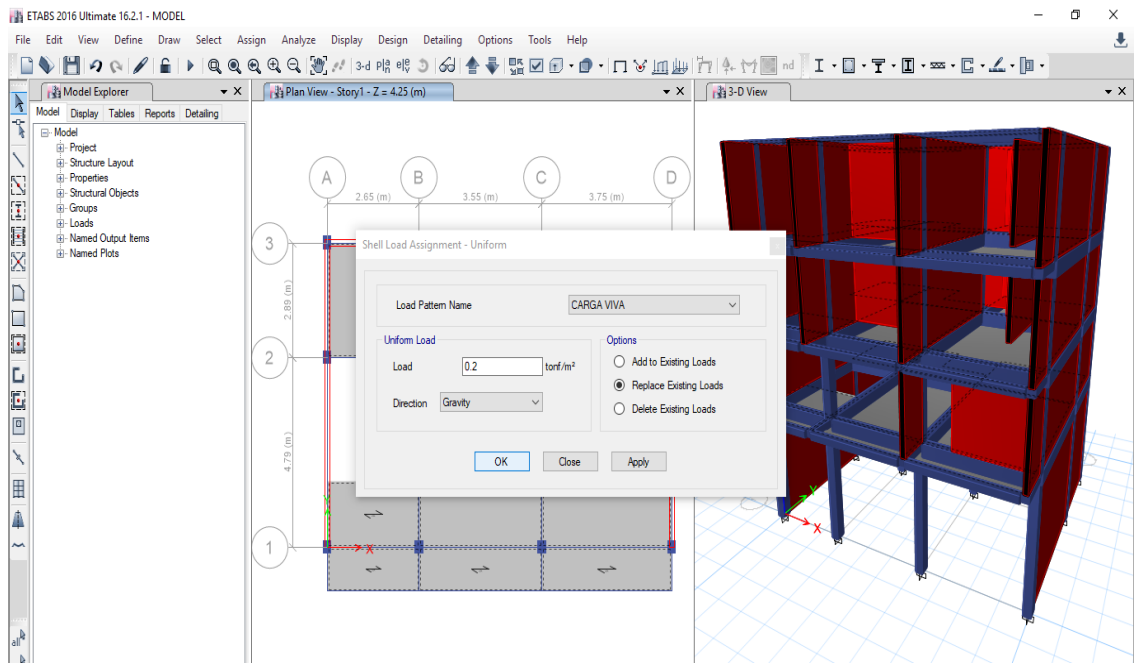 ETABS 2016 Ultimate 16.2.1 - MODEL
File Edit View Define Draw Select Assign Analyze Display Design Detailing Options Tools Help
3-d nd
Model Explorer
Plan View - Story1 - Z = 4.25 (m)
3-D View
Model Display Tables Reports Detailing
Model
Project
Structure Layout
Properties
Structural Objects
Groups
Loads
Named Output Items
Named Plots
all
A B C D
2.65 (m) 3.55 (m) 3.75 (m)
3
2.89 (m)
2
4.79 (m)
1
X
Shell Load Assignment - Uniform
Load Pattern Name CARGA VIVA
Uniform Load
Load 0.2 tonf/m²
Direction Gravity
Options
Add to Existing Loads
Replace Existing Loads
Delete Existing Loads
OK Close Apply
Y
X